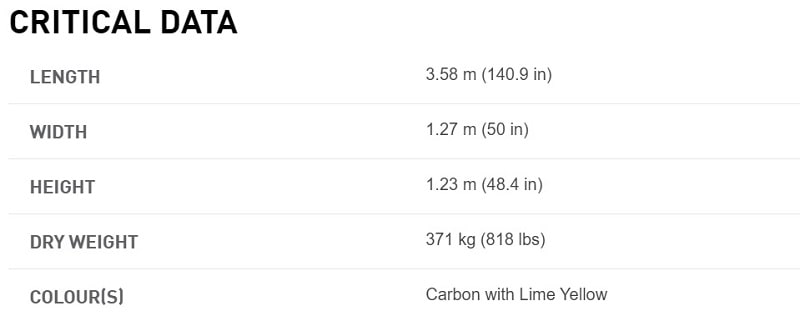 CRITICAL DATA
LENGTH 3.58 m (140.9 in)
WIDTH 1.27 m (50 in)
HEIGHT 1.23 m (48.4 in)
DRY WEIGHT 371 kg (818 lbs)
COLOUR(S) Carbon with Lime Yellow